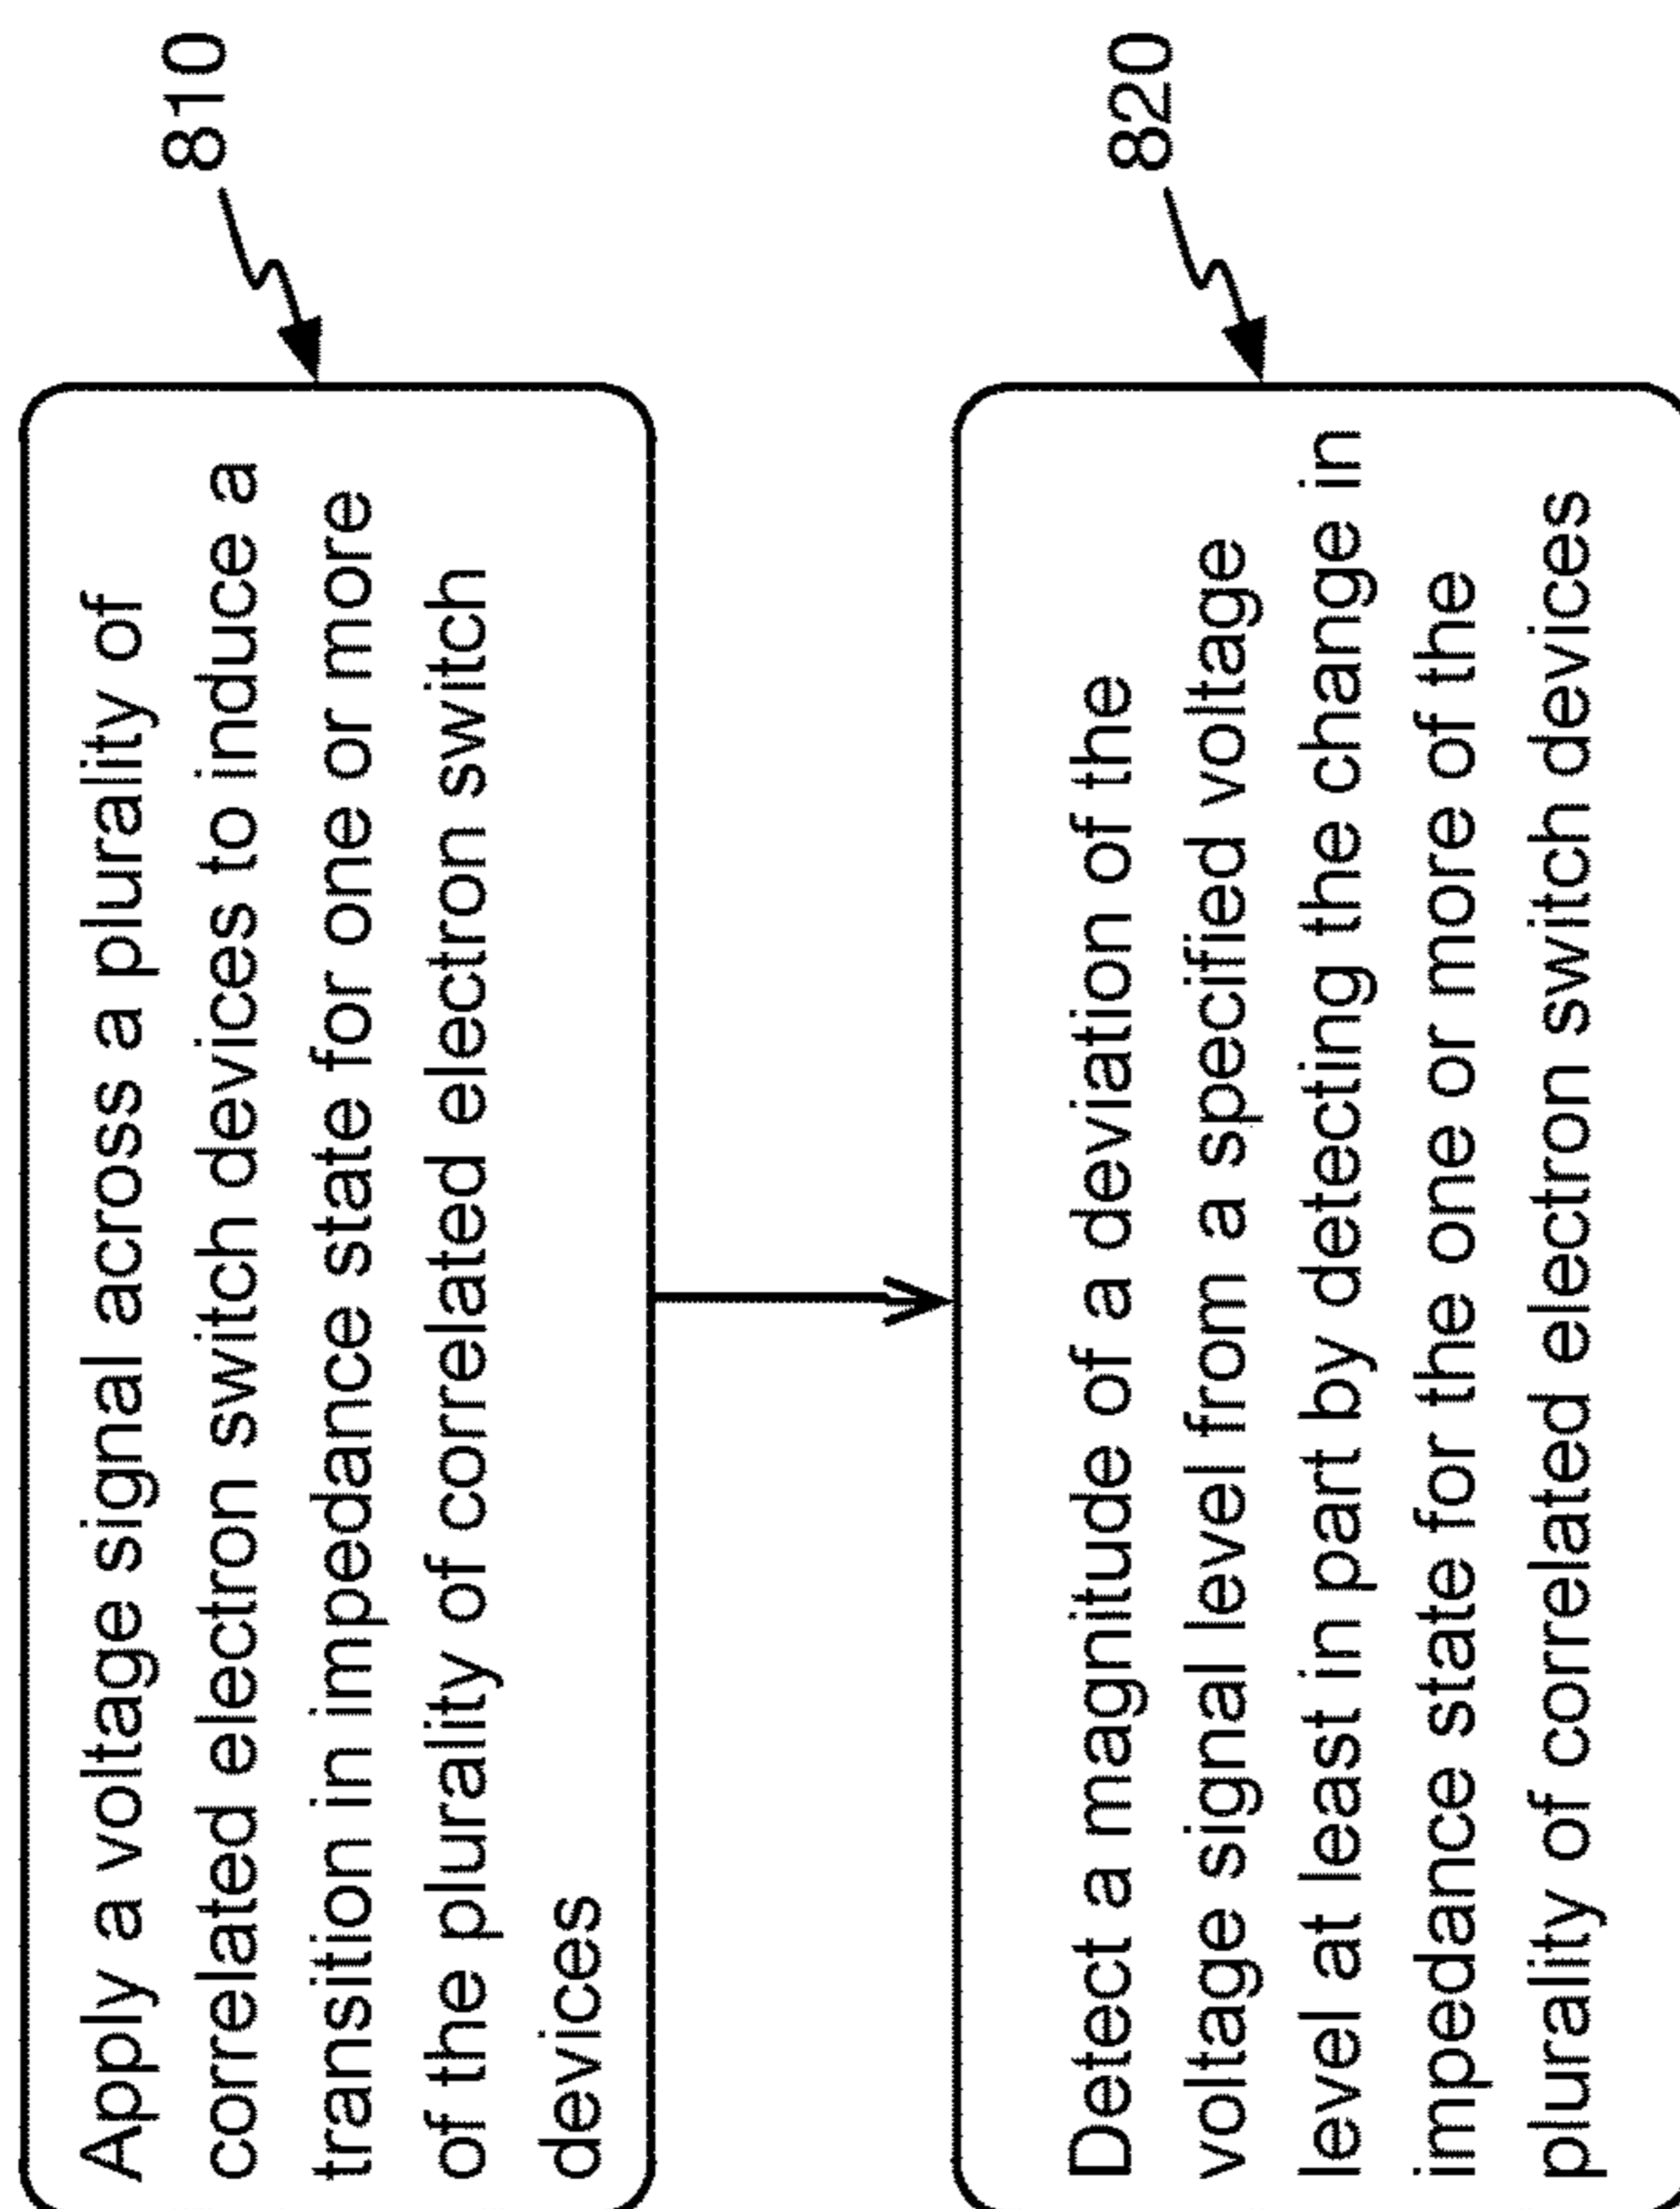 Apply a voltage signal across a plurality of
correlated electron switch devices to induce a
transition in impedance state for one or more
of the plurality of correlated electron switch
devices
810
Detect a magnitude of a deviation of the
voltage signal level from a specified voltage
level at least in part by detecting the change in
impedance state for the one or more of the
plurality of correlated electron switch devices
820